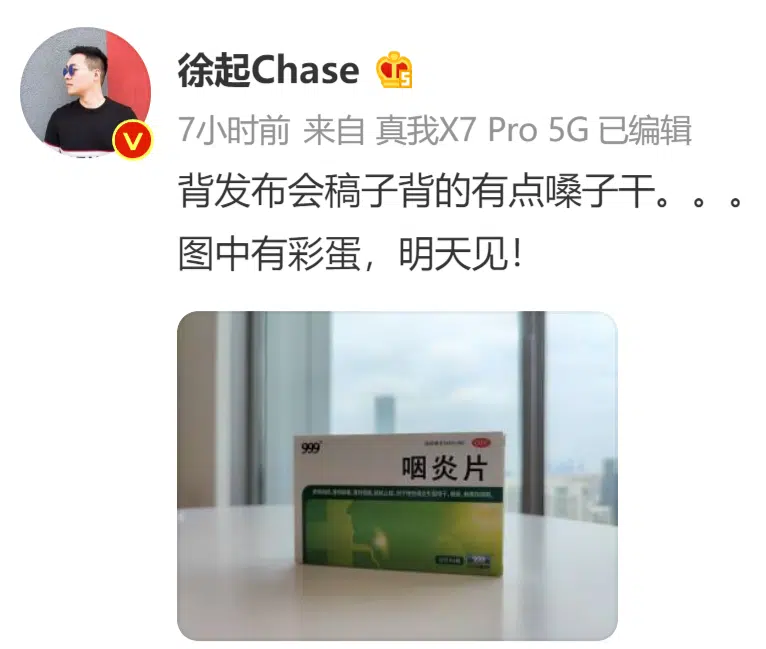 徐起Chase
7小时前 来自 真我X7 Pro 5G 已编辑
背发布会稿子背的有点嗓子干。。。
图中有彩蛋，明天见！
999
OTC
咽炎片
999